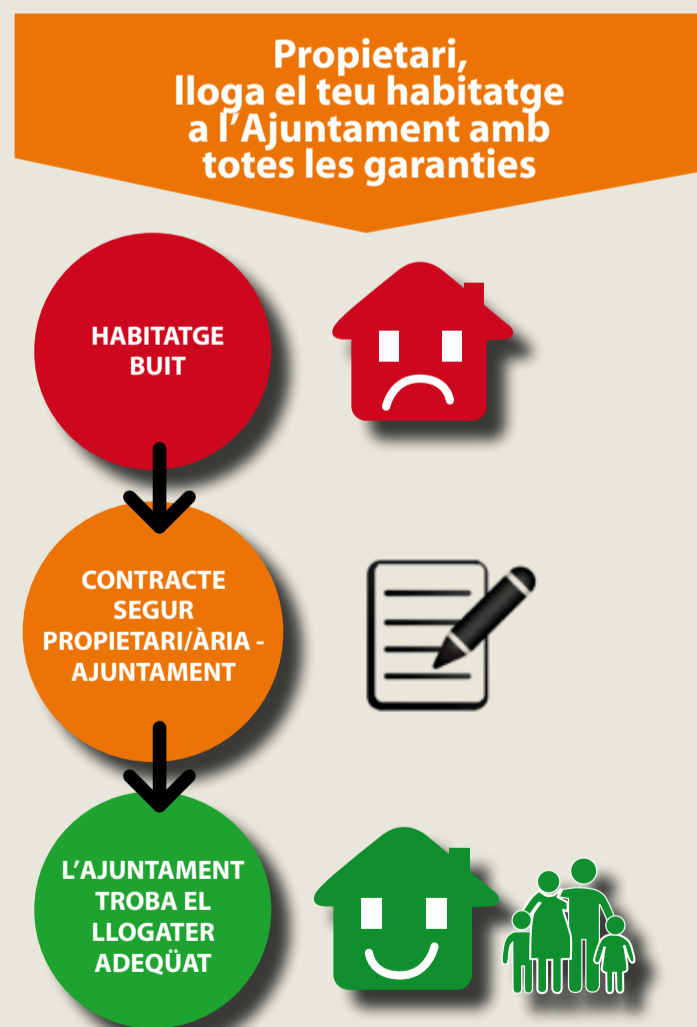 Propietari,
lloga el teu habitatge
a l'Ajuntament amb
totes les garanties
HABITATGE
BUIT
CONTRACTE
SEGUR
PROPIETARI/ÀRIA -
AJUNTAMENT
L'AJUNTAMENT
TROBA EL
LLOGATER
ADEQÜAT